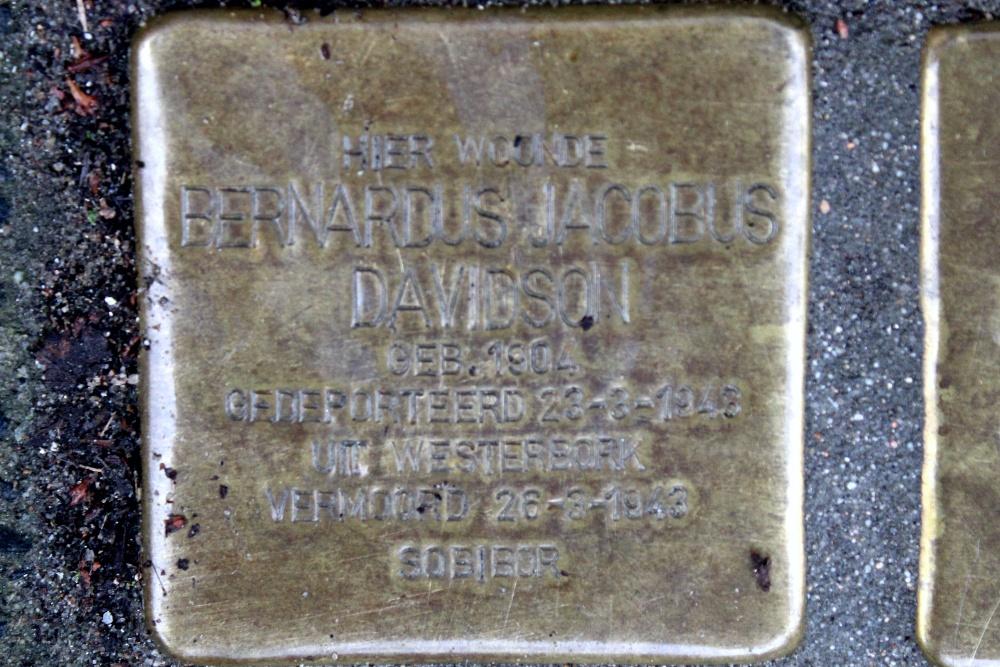 HIER WOONDE
BERNARDUS JACOBUS
DAVIDSON
GEB. 1904
GEDEPORTEERD 23-3-1943
UIT WESTERBORK
VERMOORD 26-3-1943
SOBIBOR